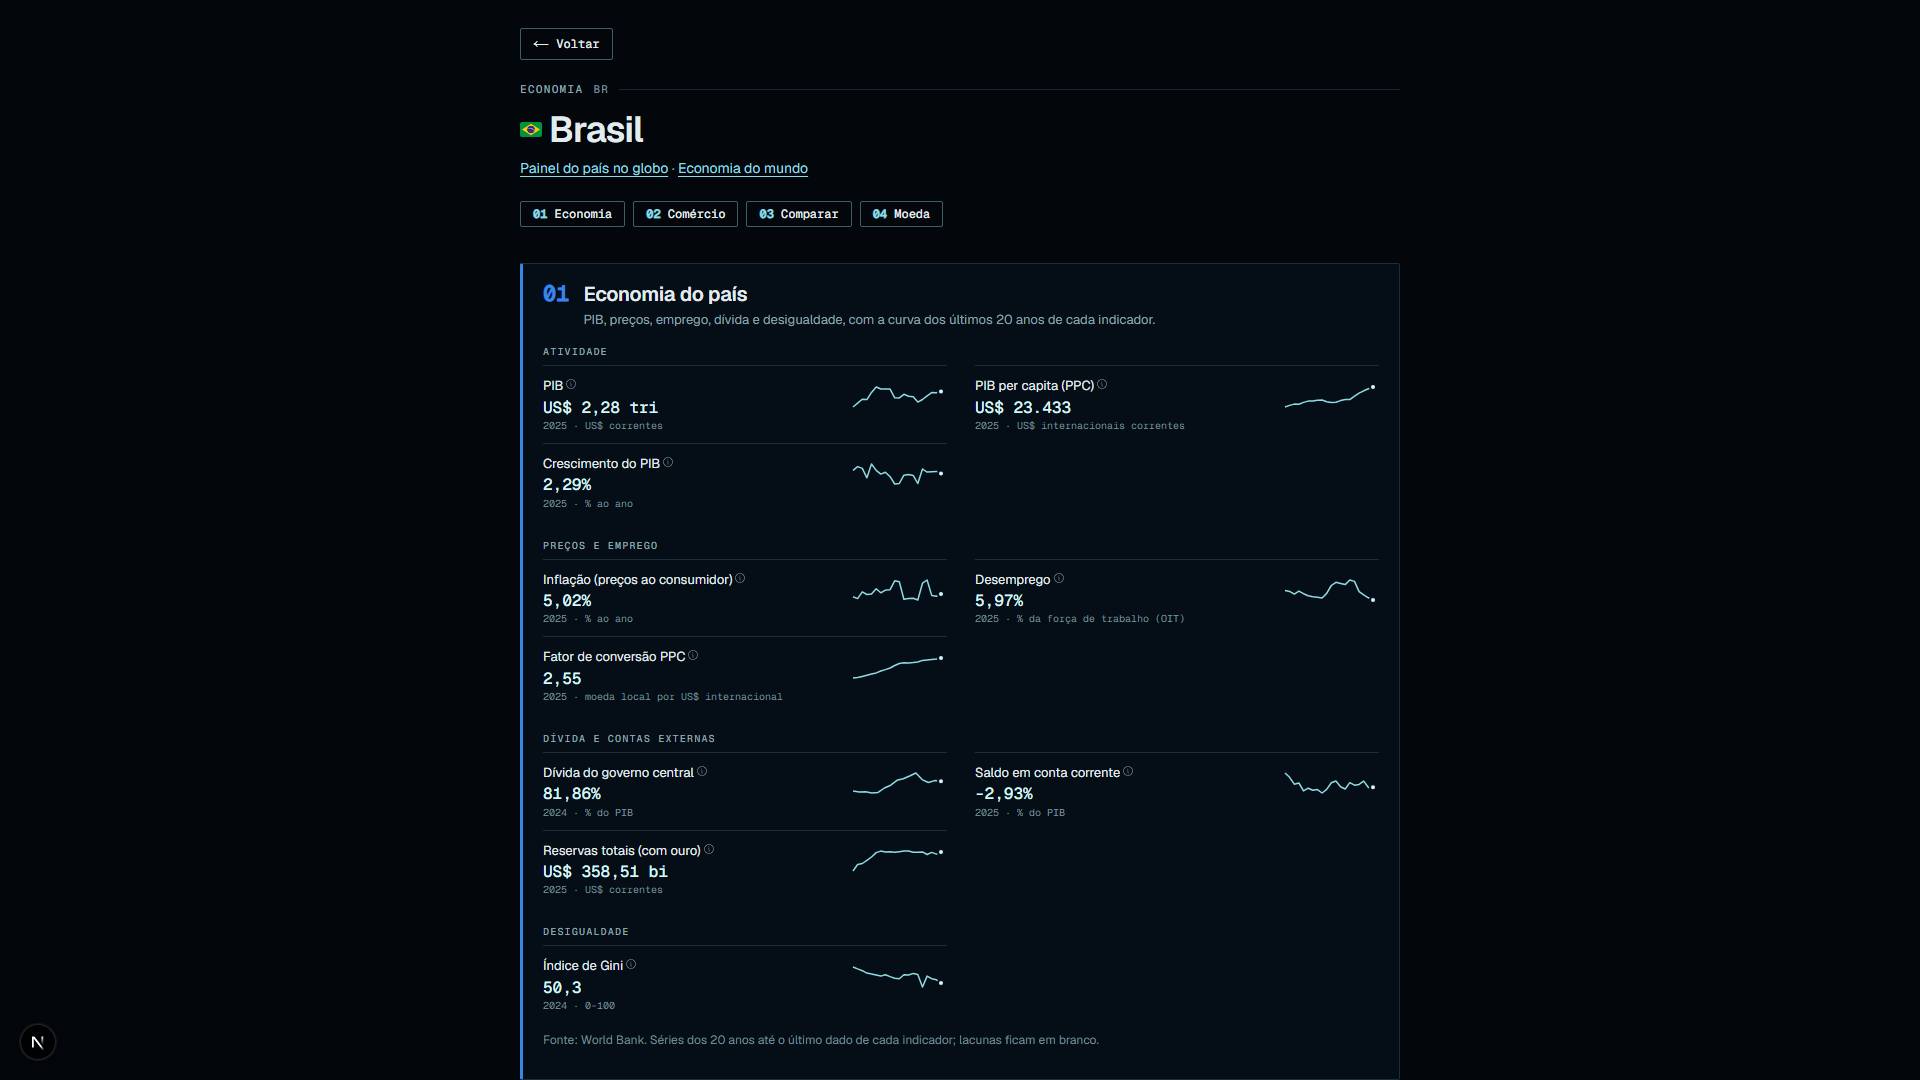 ← Voltar
ECONOMIA BR
Brasil
Painel do país no globo · Economia do mundo
01 Economia
02 Comércio
03 Comparar
04 Moeda
01 Economia do país
PIB, preços, emprego, dívida e desigualdade, com a curva dos últimos 20 anos de cada indicador.
ATIVIDADE
PIB
US$ 2,28 tri
2025 · US$ correntes
PIB per capita (PPC)
US$ 23.433
2025 · US$ internacionais correntes
Crescimento do PIB
2,29%
2025 · % ao ano
PREÇOS E EMPREGO
Inflação (preços ao consumidor)
5,02%
2025 · % ao ano
Desemprego
5,97%
2025 · % da força de trabalho (OIT)
Fator de conversão PPC
2,55
2025 · moeda local por US$ internacional
DÍVIDA E CONTAS EXTERNAS
Dívida do governo central
81,86%
2024 · % do PIB
Saldo em conta corrente
-2,93%
2025 · % do PIB
Reservas totais (com ouro)
US$ 358,51 bi
2025 · US$ correntes
DESIGUALDADE
Índice de Gini
50,3
2024 · 0-100
Fonte: World Bank. Séries dos 20 anos até o último dado de cada indicador; lacunas ficam em branco.
N